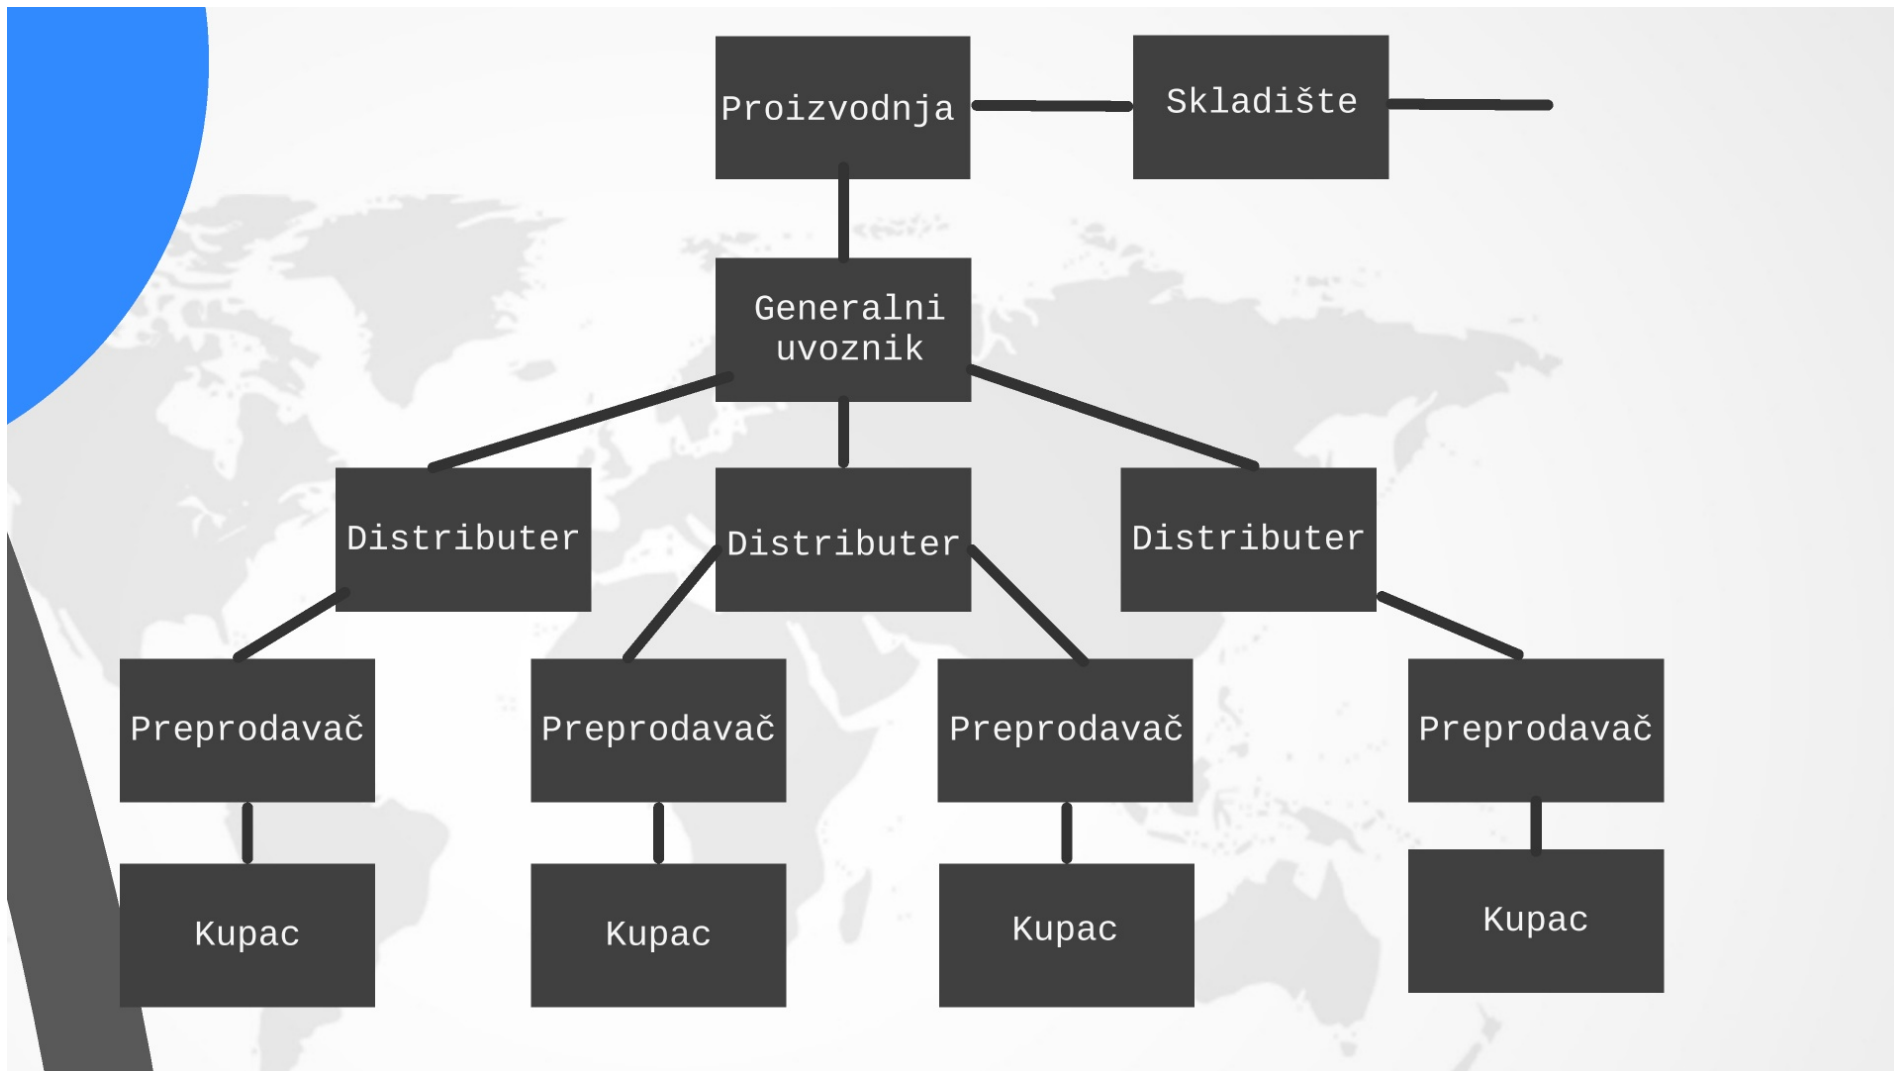 Proizvodnja
Skladište
Generalni
uvoznik
Distributer
Distributer
Distributer
Preprodavač
Preprodavač
Preprodavač
Preprodavač
Kupac
Kupac
Kupac
Kupac